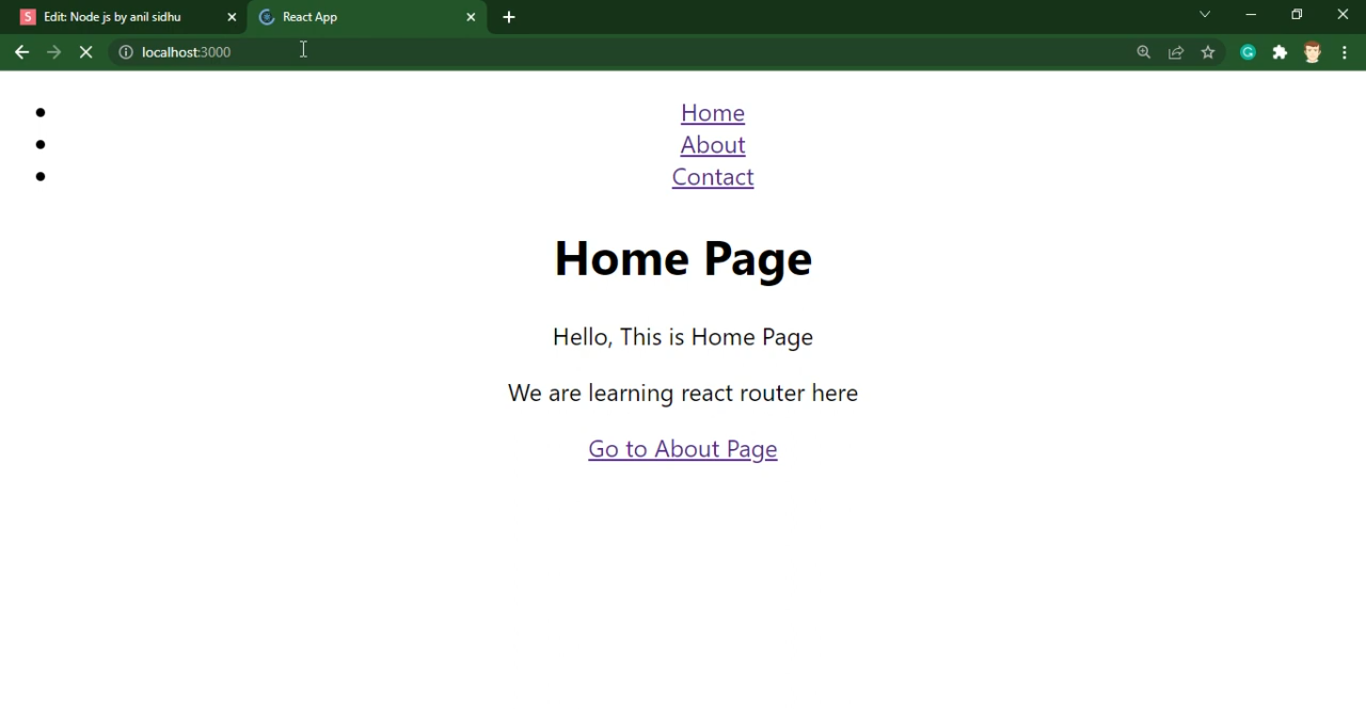 Edit: Node js by anil sidhu
React App
localhost:3000
Home
About
Contact
Home Page
Hello, This is Home Page
We are learning react router here
Go to About Page